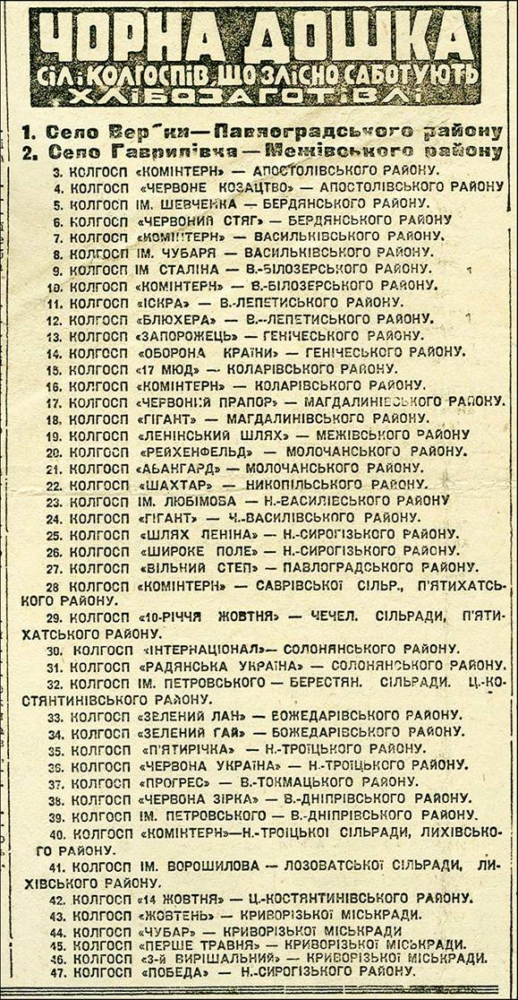 ЧОРНА ДОШКА
СІЛ І КОЛГОСПІВ, ЩО ЗЛІСНО САБОТУЮТЬ
ХЛІБОЗАГОТІВЛІ
1. Село Вер ки—Павлоградського району
2. Село Гаврилівка—Межівського району
3. КОЛГОСП «КОМІНТЕРН» — АПОСТОЛІВСЬКОГО РАЙОНУ.
4. КОЛГОСП «ЧЕРВОНЕ КОЗАЦТВО» — АПОСТОЛІВСЬКОГО РАЙОНУ
5. КОЛГОСП ІМ. ШЕВЧЕНКА — БЕРДЯНСЬКОГО РАЙОНУ.
6. КОЛГОСП «ЧЕРВОНИЙ СТЯГ» — БЕРДЯНСЬКОГО РАЙОНУ
7. КОЛГОСП «КОМІНТЕРН» — ВАСИЛЬКІВСЬКОГО РАЙОНУ.
8. КОЛГОСП ІМ. ЧУБАРЯ — ВАСИЛЬКІВСЬКОГО РАЙОНУ.
9. КОЛГОСП ІМ СТАЛІНА — В.-БІЛОЗЕРСЬКОГО РАЙОНУ.
10. КОЛГОСП «КОМІНТЕРН» — В.-БІЛОЗЕРСЬКОГО РАЙОНУ.
11. КОЛГОСП «ІСКРА» — В.-ЛЕПЕТИСЬКОГО РАЙОНУ.
12. КОЛГОСП «БЛЮХЕРА» — В.-ЛЕПЕТИСЬКОГО РАЙОНУ.
13. КОЛГОСП «ЗАПОРОЖЕЦЬ» — ГЕНІЧЕСЬКОГО РАЙОНУ.
14. КОЛГОСП «ОБОРОНА КРАЇНИ» — ГЕНІЧЕСЬКОГО РАЙОНУ.
15. КОЛГОСП «17 МЮД» — КОЛАРІВСЬКОГО РАЙОНУ.
16. КОЛГОСП «КОМІНТЕРН» — КОЛАРІВСЬКОГО РАЙОНУ.
17. КОЛГОСП «ЧЕРВОНИЙ ПРАПОР» — МАГДАЛИНІВСЬКОГО РАЙОНУ.
18. КОЛГОСП «ГІГАНТ» — МАГДАЛИНІВСЬКОГО РАЙОНУ.
19. КОЛГОСП «ЛЕНІНСЬКИЙ ШЛЯХ» — МЕЖІВСЬКОГО РАЙОНУ
20. КОЛГОСП «РЕЙХЕНФЕЛЬД» — МОЛОЧАНСЬКОГО РАЙОНУ.
21. КОЛГОСП «АВАНГАРД» — МОЛОЧАНСЬКОГО РАЙОНУ.
22. КОЛГОСП «ШАХТАР» — НИКОПІЛЬСЬКОГО РАЙОНУ.
23. КОЛГОСП ІМ. ЛЮБІМОВА — Н.-ВАСИЛІВСЬКОГО РАЙОНУ
24. КОЛГОСП «ГІГАНТ» — Ч.-ВАСИЛІВСЬКОГО РАЙОНУ.
25. КОЛГОСП «ШЛЯХ ЛЕНІНА» — Н.-СИРОГІЗЬКОГО РАЙОНУ.
26. КОЛГОСП «ШИРОКЕ ПОЛЕ» — Н.-СИРОГІЗЬКОГО РАЙОНУ.
27. КОЛГОСП «ВІЛЬНИЙ СТЕП» — ПАВЛОГРАДСЬКОГО РАЙОНУ.
28 КОЛГОСП «КОМІНТЕРН» — САВРІВСЬКОЇ СІЛЬР., П'ЯТИХАТСЬ-
КОГО РАЙОНУ.
29. КОЛГОСП «10-РІЧЧЯ ЖОВТНЯ» — ЧЕЧЕЛ. СІЛЬРАДИ, П'ЯТИ-
ХАТСЬКОГО РАЙОНУ.
30. КОЛГОСП «ІНТЕРНАЦІОНАЛ»— СОЛОНЯНСЬКОГО РАЙОНУ.
31. КОЛГОСП «РАДЯНСЬКА УКРАЇНА» — СОЛОНЯНСЬКОГО РАЙОНУ.
32. КОЛГОСП ІМ. ПЕТРОВСЬКОГО — БЕРЕСТЯН. СІЛЬРАДИ. Ц.-КО-
СТЯНТИНІВСЬКОГО РАЙОНУ.
33. КОЛГОСП «ЗЕЛЕНИЙ ЛАН» — БОЖЕДАРІВСЬКОГО РАЙОНУ.
34. КОЛГОСП «ЗЕЛЕНИЙ ГАЙ» — БОЖЕДАРІВСЬКОГО РАЙОНУ.
35. КОЛГОСП «П'ЯТИРІЧКА» — Н.-ТРОЇЦЬКОГО РАЙОНУ.
36. КОЛГОСП «ЧЕРВОНА УКРАЇНА» — Н.-ТРОЇЦЬКОГО РАЙОНУ.
37. КОЛГОСП «ПРОГРЕС» — В.-ТОКМАЦЬКОГО РАЙОНУ.
38. КОЛГОСП «ЧЕРВОНА ЗІРКА» — В.-ДНІПРІВСЬКОГО РАЙОНУ.
39. КОЛГОСП ІМ. ПЕТРОВСЬКОГО — В.-ДНІПРІВСЬКОГО РАЙОНУ.
40. КОЛГОСП «КОМІНТЕРН»—Н.-ТРОІЦЬКОЇ СІЛЬРАДИ, ЛИХІВСЬКО-
ГО РАЙОНУ.
41. КОЛГОСП ІМ. ВОРОШИЛОВА — ЛОЗОВАТСЬКОЇ СІЛЬРАДИ, ЛИ-
ХІВСЬКОГО РАЙОНУ.
42. КОЛГОСП «14 ЖОВТНЯ» — Ц.-КОСТЯНТИНІВСЬКОГО РАЙОНУ.
43. КОЛГОСП «ЖОВТЕНЬ» — КРИВОРІЗЬКОЇ МІСЬКРАДИ.
44. КОЛГОСП «ЧУБАР» — КРИВОРІЗЬКОЇ МІСЬКРАДИ
45. КОЛГОСП «ПЕРШЕ ТРАВНЯ» — КРИВОРІЗЬКОЇ МІСЬКРАДИ.
46. КОЛГОСП «3-Й ВИРІШАЛЬНИЙ» — КРИВОРІЗЬКОЇ МІСЬКРАДИ.
47. КОЛГОСП «ПОБЕДА» — Н.-СИРОГІЗЬКОГО РАЙОНУ.